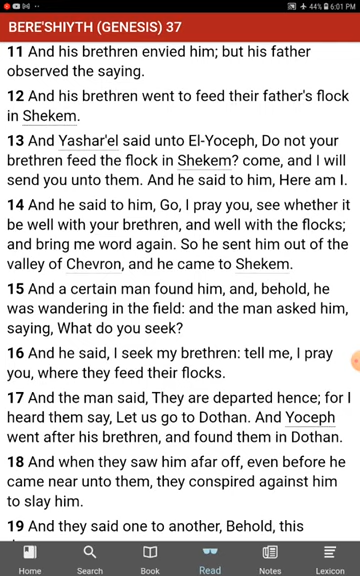 44% 6:01 PM
BERE'SHIYTH (GENESIS) 37
11 And his brethren envied him; but his father
observed the saying.
12 And his brethren went to feed their father's flock
in Shekem.
13 And Yashar'el said unto El-Yoceph, Do not your
brethren feed the flock in Shekem? come, and I will
send you unto them. And he said to him, Here am I.
14 And he said to him, Go, I pray you, see whether it
be well with your brethren, and well with the flocks;
and bring me word again. So he sent him out of the
valley of Chevron, and he came to Shekem.
15 And a certain man found him, and, behold, he
was wandering in the field: and the man asked him,
saying, What do you seek?
16 And he said, I seek my brethren: tell me, I pray
you, where they feed their flocks.
17 And the man said, They are departed hence; for I
heard them say, Let us go to Dothan. And Yoceph
went after his brethren, and found them in Dothan.
18 And when they saw him afar off, even before he
came near unto them, they conspired against him
to slay him.
19 And they said one to another, Behold, this
Home Search Book Read Notes Lexicon